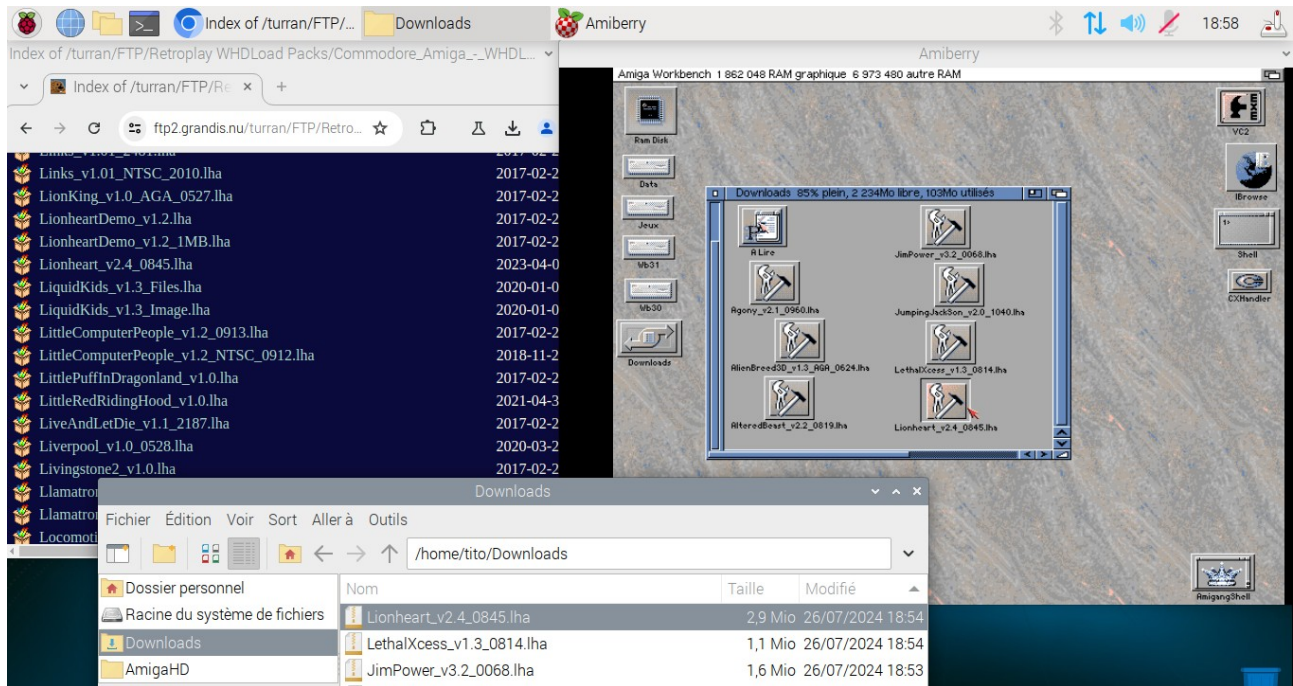 Index of /turran/FTP/...
Downloads
Amiberry
18:58
Index of /turran/FTP/Retroplay WHDLoad Packs/Commodore_Amiga_-_WHDL...
Index of /turran/FTP/Re
ftp2.grandis.nu/turran/FTP/Retro...
Links_v1.01_NTSC_2010.lha 2017-02-2
LionKing_v1.0_AGA_0527.lha 2017-02-2
LionheartDemo_v1.2.lha 2017-02-2
LionheartDemo_v1.2_1MB.lha 2017-02-2
Lionheart_v2.4_0845.lha 2023-04-0
LiquidKids_v1.3_Files.lha 2020-01-0
LiquidKids_v1.3_Image.lha 2020-01-0
LittleComputerPeople_v1.2_0913.lha 2017-02-2
LittleComputerPeople_v1.2_NTSC_0912.lha 2018-11-2
LittlePuffInDragonland_v1.0.lha 2017-02-2
LittleRedRidingHood_v1.0.lha 2021-04-3
LiveAndLetDie_v1.1_2187.lha 2017-02-2
Liverpool_v1.0_0528.lha 2020-03-2
Livingstone2_v1.0.lha 2017-02-2
Llamatro
Llamatro
Locomoti
Amiberry
Amiga Workbench 1 862 048 RAM graphique 6 973 480 autre RAM
Ram Disk
Data
Jeux
Wb31
Wb30
Downloads
EXE
VC2
IBrowse
1>
Shell
CXHandler
AmigangShell
Downloads 85% plein, 2 234Mo libre, 103Mo utilisés
A Lire
JimPower_v3.2_0068.lha
Agony_v2.1_0960.lha
JumpingJackSon_v2.0_1040.lha
AlienBreed3D_v1.3_AGA_0624.lha
LethalXcess_v1.3_0814.lha
AlteredBeast_v2.2_0819.lha
Lionheart_v2.4_0845.lha
Downloads
Fichier Édition Voir Sort Aller à Outils
/home/tito/Downloads
Dossier personnel
Racine du système de fichiers
Downloads
AmigaHD
Nom Taille Modifié
Lionheart_v2.4_0845.lha 2,9 Mio 26/07/2024 18:54
LethalXcess_v1.3_0814.lha 1,1 Mio 26/07/2024 18:54
JimPower_v3.2_0068.lha 1,6 Mio 26/07/2024 18:53